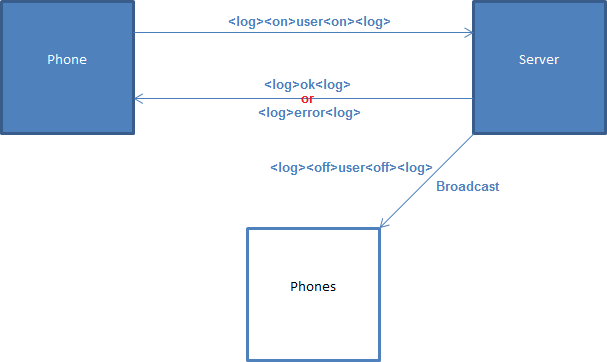 <log><on>user<on><log>
Phone
Server
<log>ok<log>
or
<log>error<log>
<log><off>user<off><log>
Broadcast
Phones